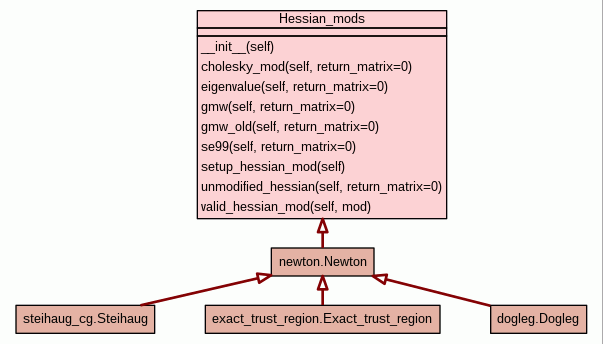 Hessian_mods
__init__(self)
cholesky_mod(self, return_matrix=0)
eigenvalue(self, return_matrix=0)
gmw(self, return_matrix=0)
gmw_old(self, return_matrix=0)
se99(self, return_matrix=0)
setup_hessian_mod(self)
unmodified_hessian(self, return_matrix=0)
valid_hessian_mod(self, mod)
newton.Newton
steihaug_cg.Steihaug
exact_trust_region.Exact_trust_region
dogleg.Dogleg